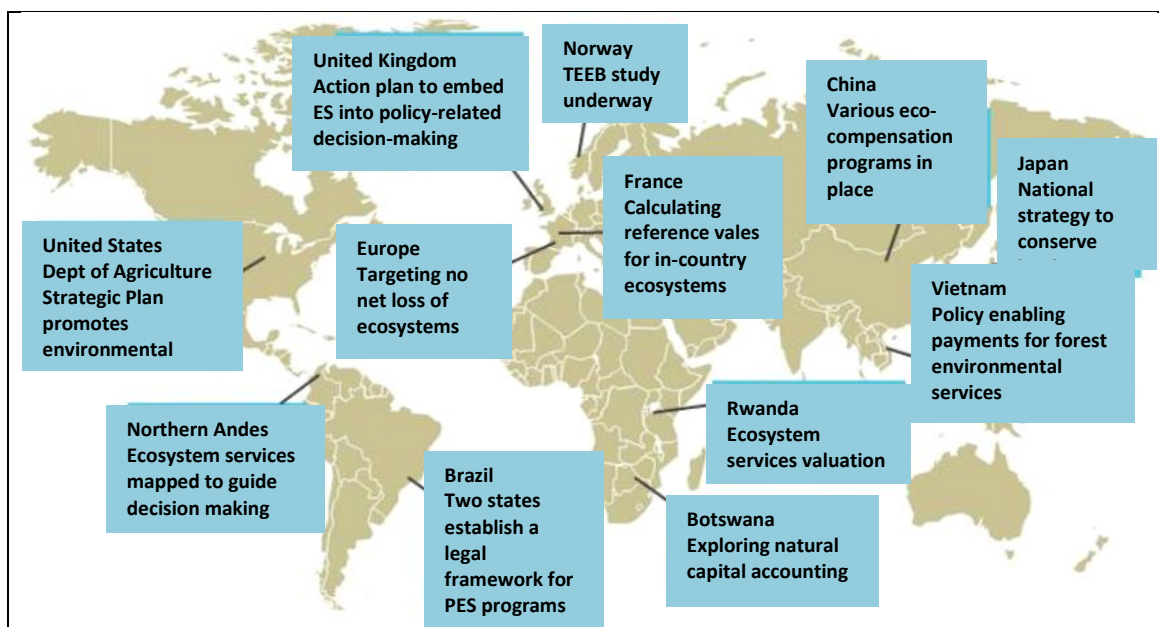 United Kingdom
Action plan to embed
ES into policy-related
decision-making
Norway
TEEB study
underway
China
Various eco-
compensation
programs in
place
Japan
National
strategy to
conserve
France
Calculating
reference vales
for in-country
ecosystems
United States
Dept of Agriculture
Strategic Plan
promotes
environmental
Europe
Targeting no
net loss of
ecosystems
Vietnam
Policy enabling
payments for forest
environmental
services
Northern Andes
Ecosystem services
mapped to guide
decision making
Brazil
Two states
establish a
legal
framework for
PES programs
Rwanda
Ecosystem
services valuation
Botswana
Exploring natural
capital accounting